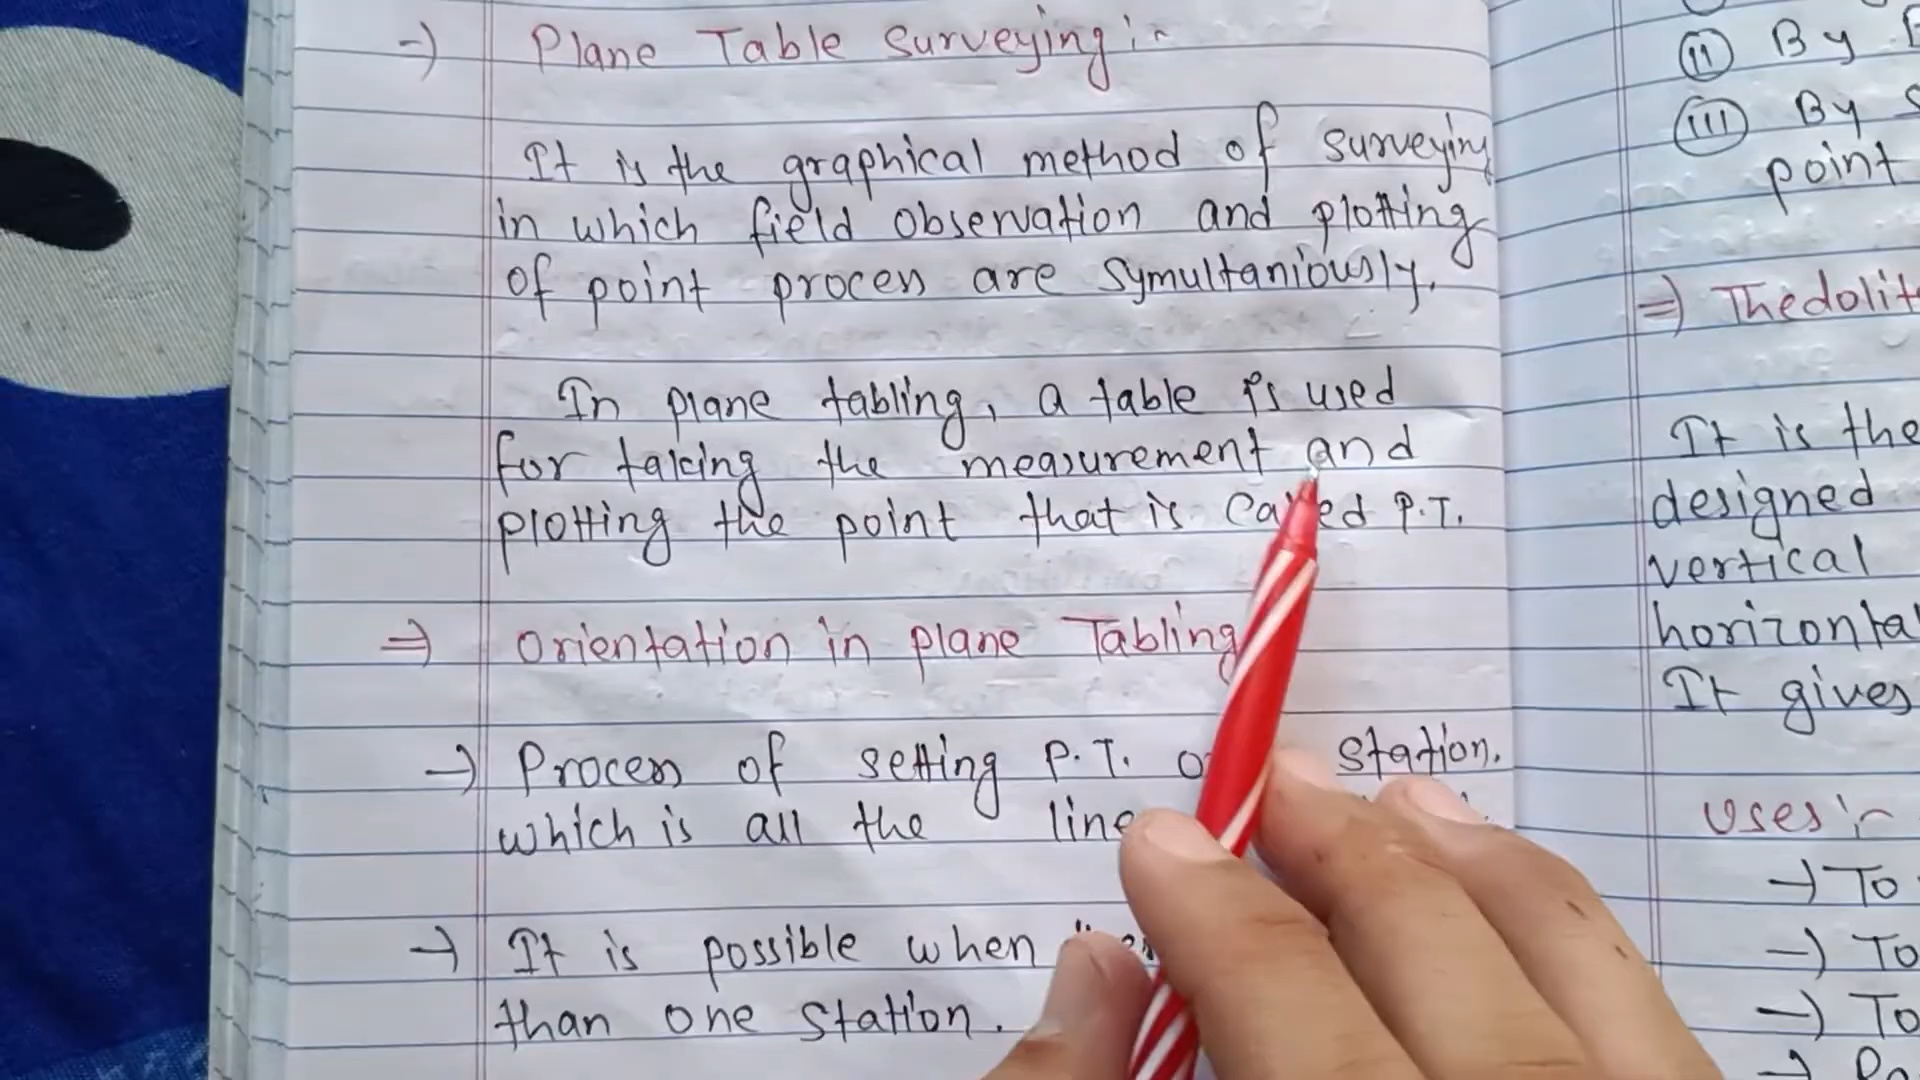 -> Plane Table Surveying :-
It is the graphical method of surveying
in which field observation and plotting
of point process are symultaniously.
In plane tabling, a table is used
for taking the measurement and
plotting the point that is called P.T.
=> Orientation in plane Tabling
-> Process of setting P.T. station.
which is all the line
-> It is possible when
than one station.
(ii) By
(iii) By
point
=> Thedolit
It is the
designed
vertical
horizonta
It gives
Uses :-
-> To
-> To
-> To
->